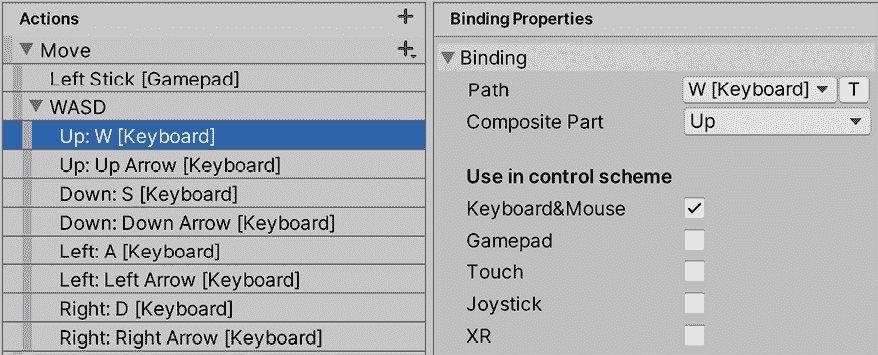 Actions
Move
Left Stick [Gamepad]
WASD
Up: W [Keyboard]
Up: Up Arrow [Keyboard]
Down: S [Keyboard]
Down: Down Arrow [Keyboard]
Left: A [Keyboard]
Left: Left Arrow [Keyboard]
Right: D [Keyboard]
Right: Right Arrow [Keyboard]
Binding Properties
Binding
Path W [Keyboard] T
Composite Part Up
Use in control scheme
Keyboard&Mouse
Gamepad
Touch
Joystick
XR